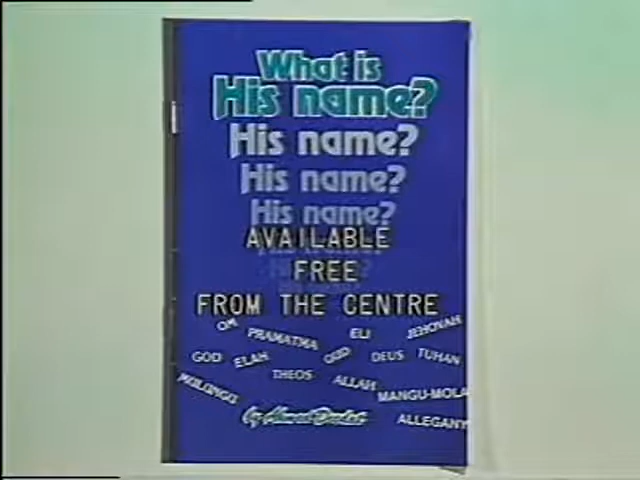 What is
His name?
His name?
His name?
His name?
AVAILABLE
FREE
FROM THE CENTRE
OM PRAMATMA ELI JEHOVAH
GOD ELAH GOD DEUS TUHAN
THEOS ALLAH
MOLONGO MANGU-MOLA
ALLEGANY
by Ahmed Deedat